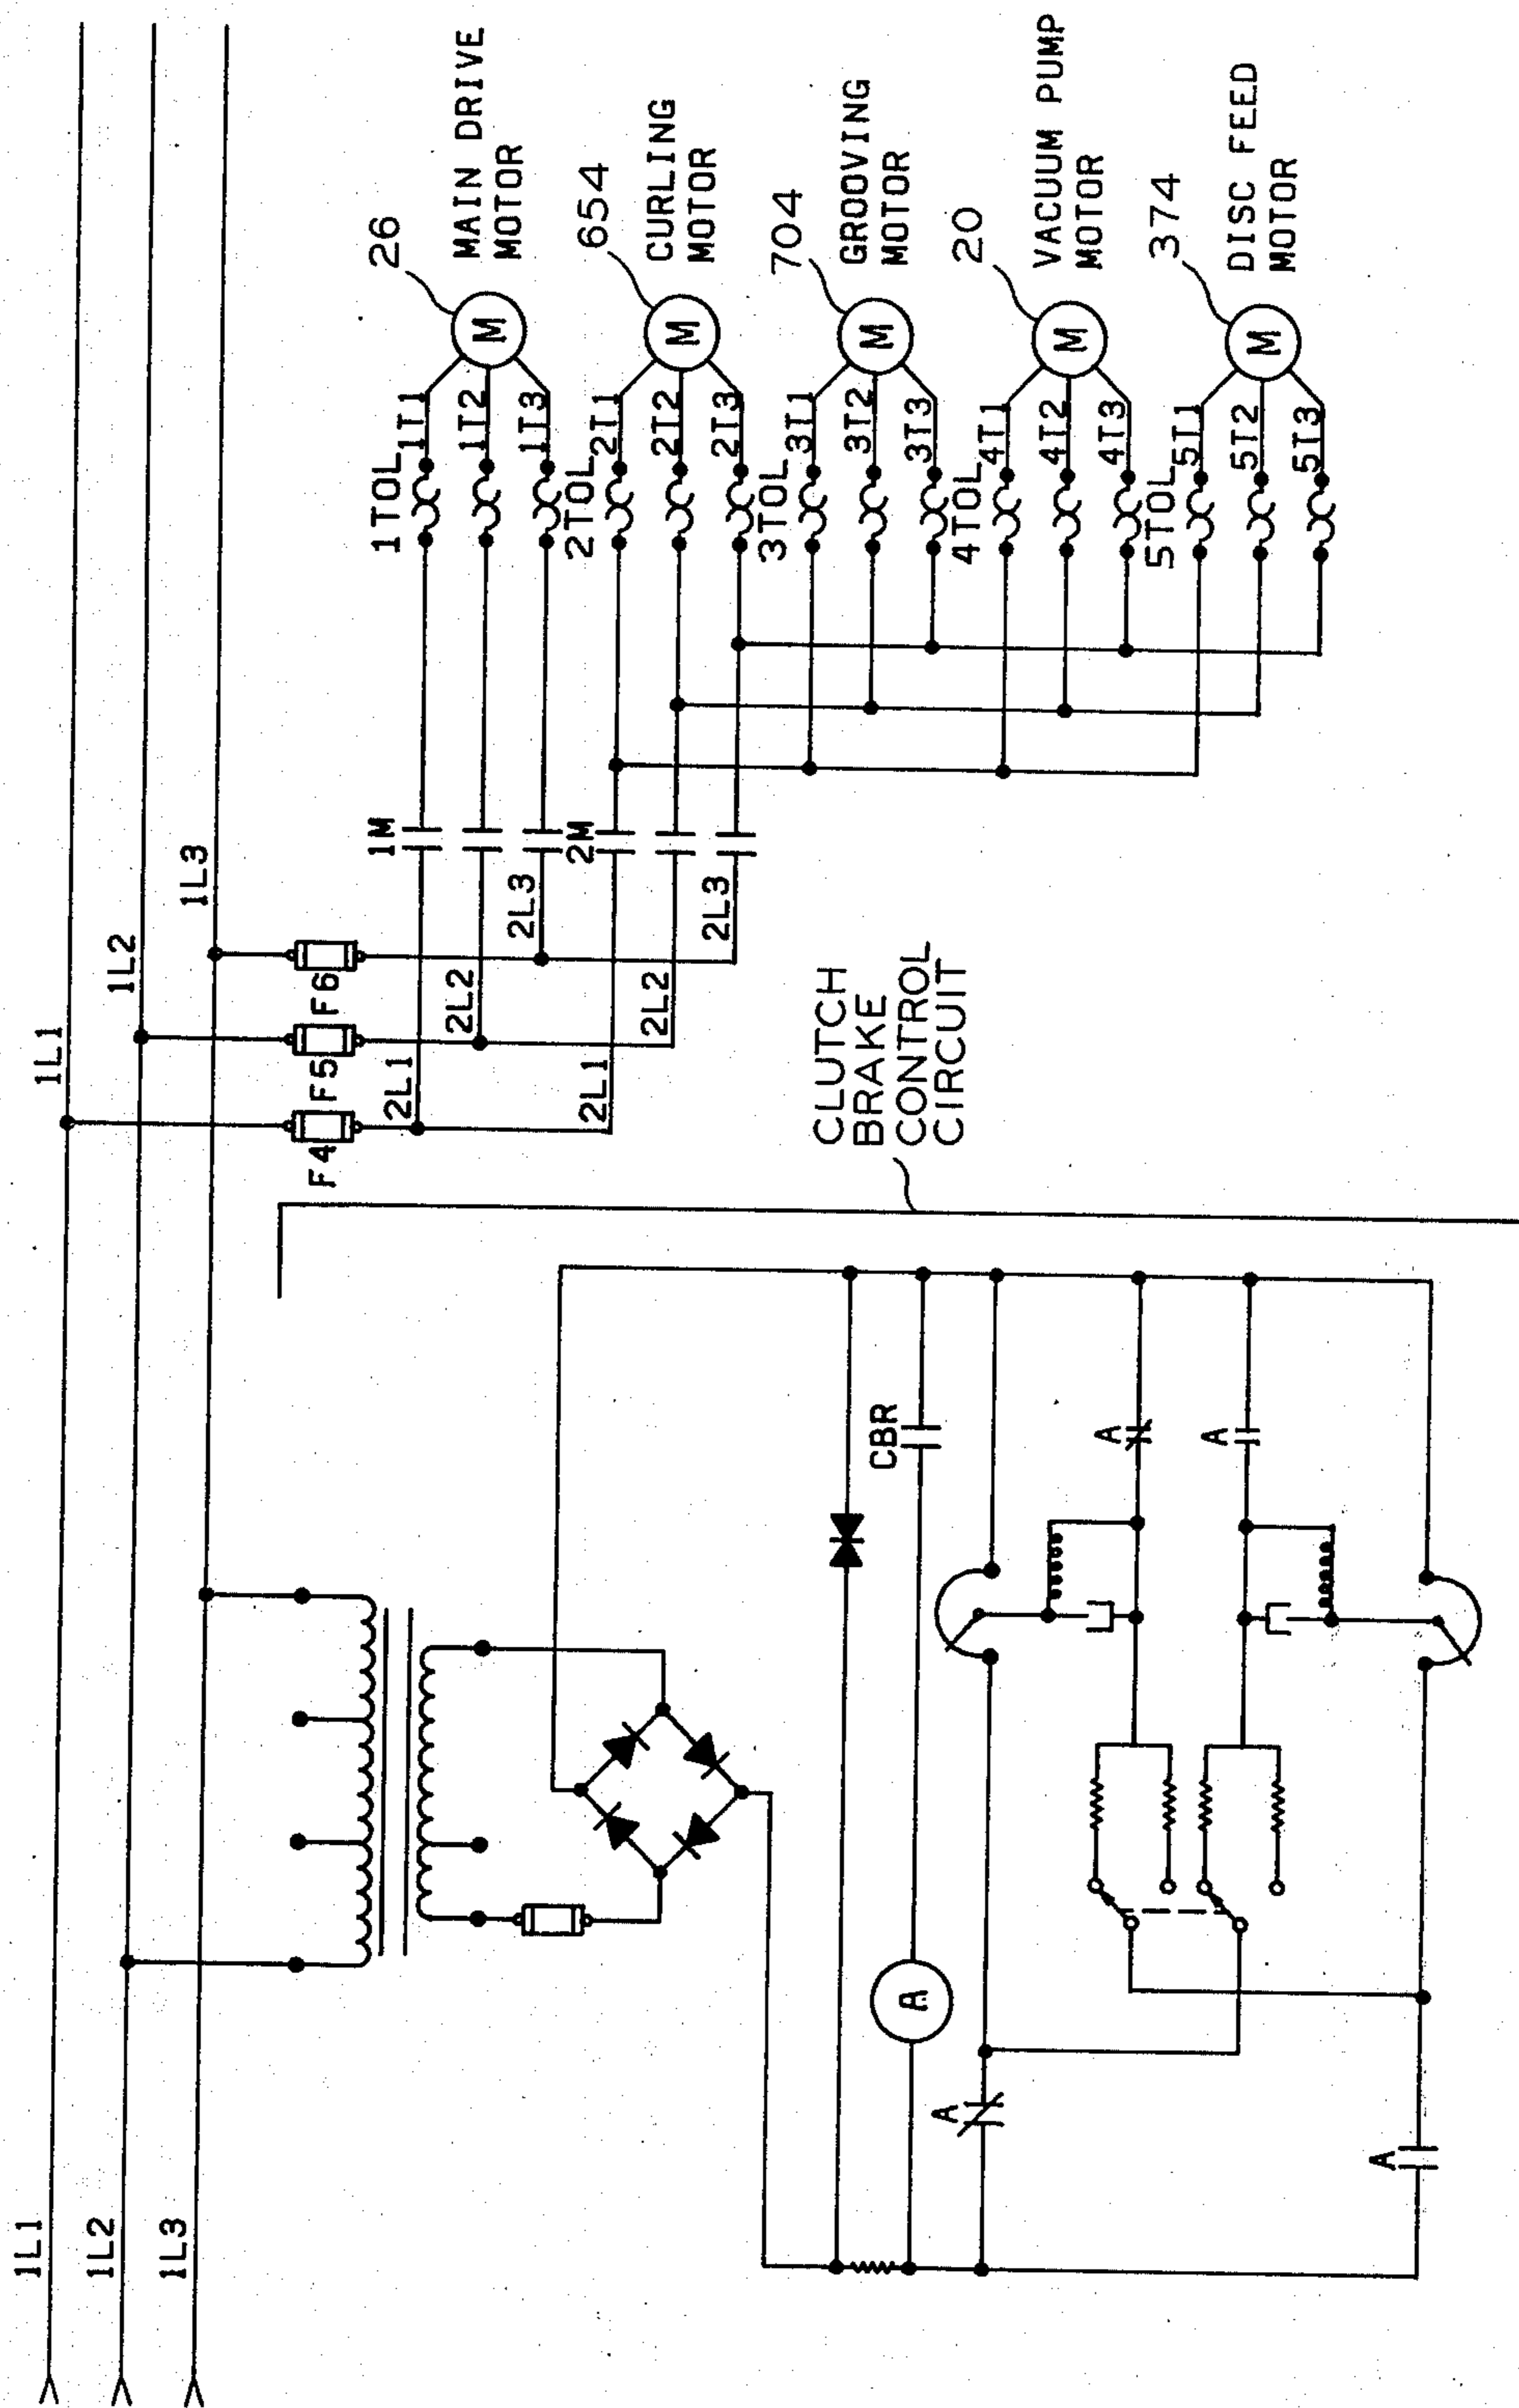 1L1
1L2
1L3
1L1
1L2
1L3
F4
F5
F6
2L1
2L2
2L3
2L1
2L2
2L3
1M
2M
1TOL
1T1
1T2
1T3
26
MAIN DRIVE
MOTOR
M
2TOL
2T1
2T2
2T3
654
CURLING
MOTOR
M
3TOL
3T1
3T2
3T3
704
GROOVING
MOTOR
M
4TOL
4T1
4T2
4T3
20
VACUUM PUMP
MOTOR
M
5TOL
5T1
5T2
5T3
374
DISC FEED
MOTOR
M
CLUTCH
BRAKE
CONTROL
CIRCUIT
CBR
A
A
A
A
A